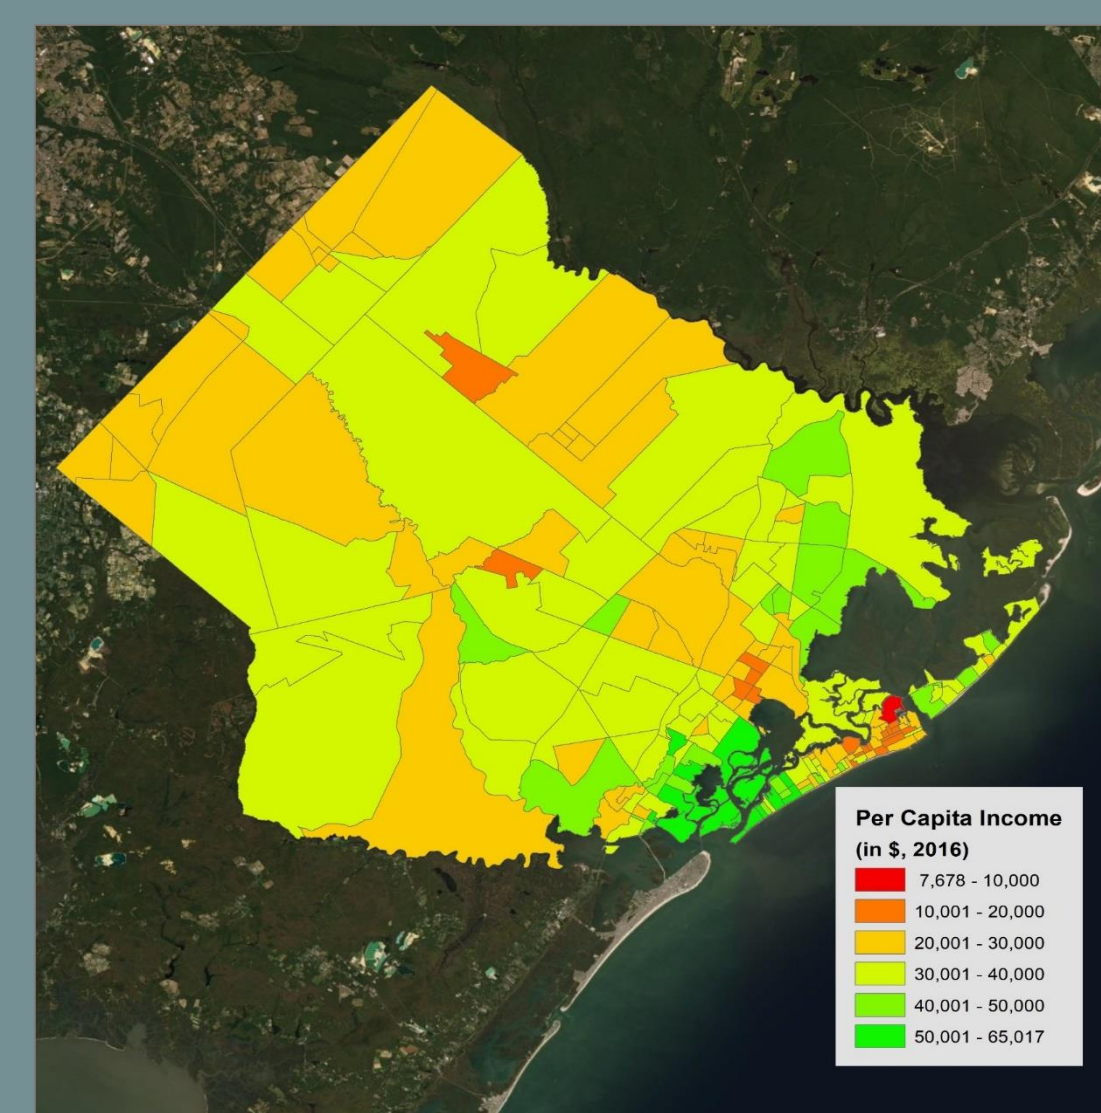 Per Capita Income
(in $, 2016)
7,678 - 10,000
10,001 - 20,000
20,001 - 30,000
30,001 - 40,000
40,001 - 50,000
50,001 - 65,017